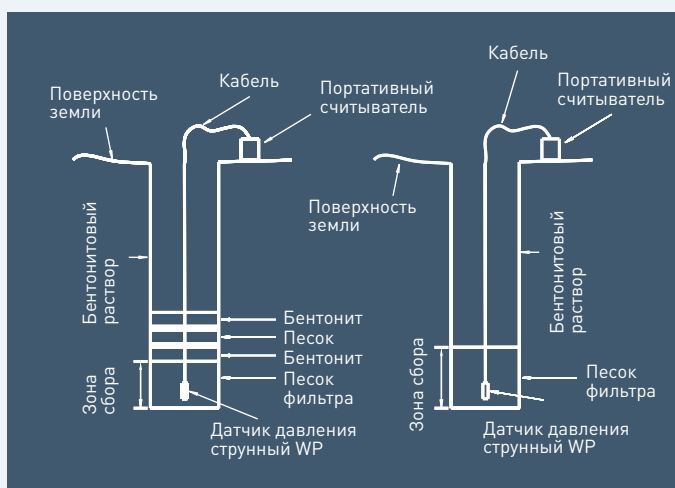 Кабель
Портативный
считыватель
Поверхность
земли
Бентонитовый
раствор
Бентонит
Песок
Бентонит
Песок
фильтра
Зона
сбора
Датчик давления
струнный WP
Кабель
Портативный
считыватель
Поверхность
земли
Бентонитовый
раствор
Зона сбора
Песок
фильтра
Датчик давления
струнный WP